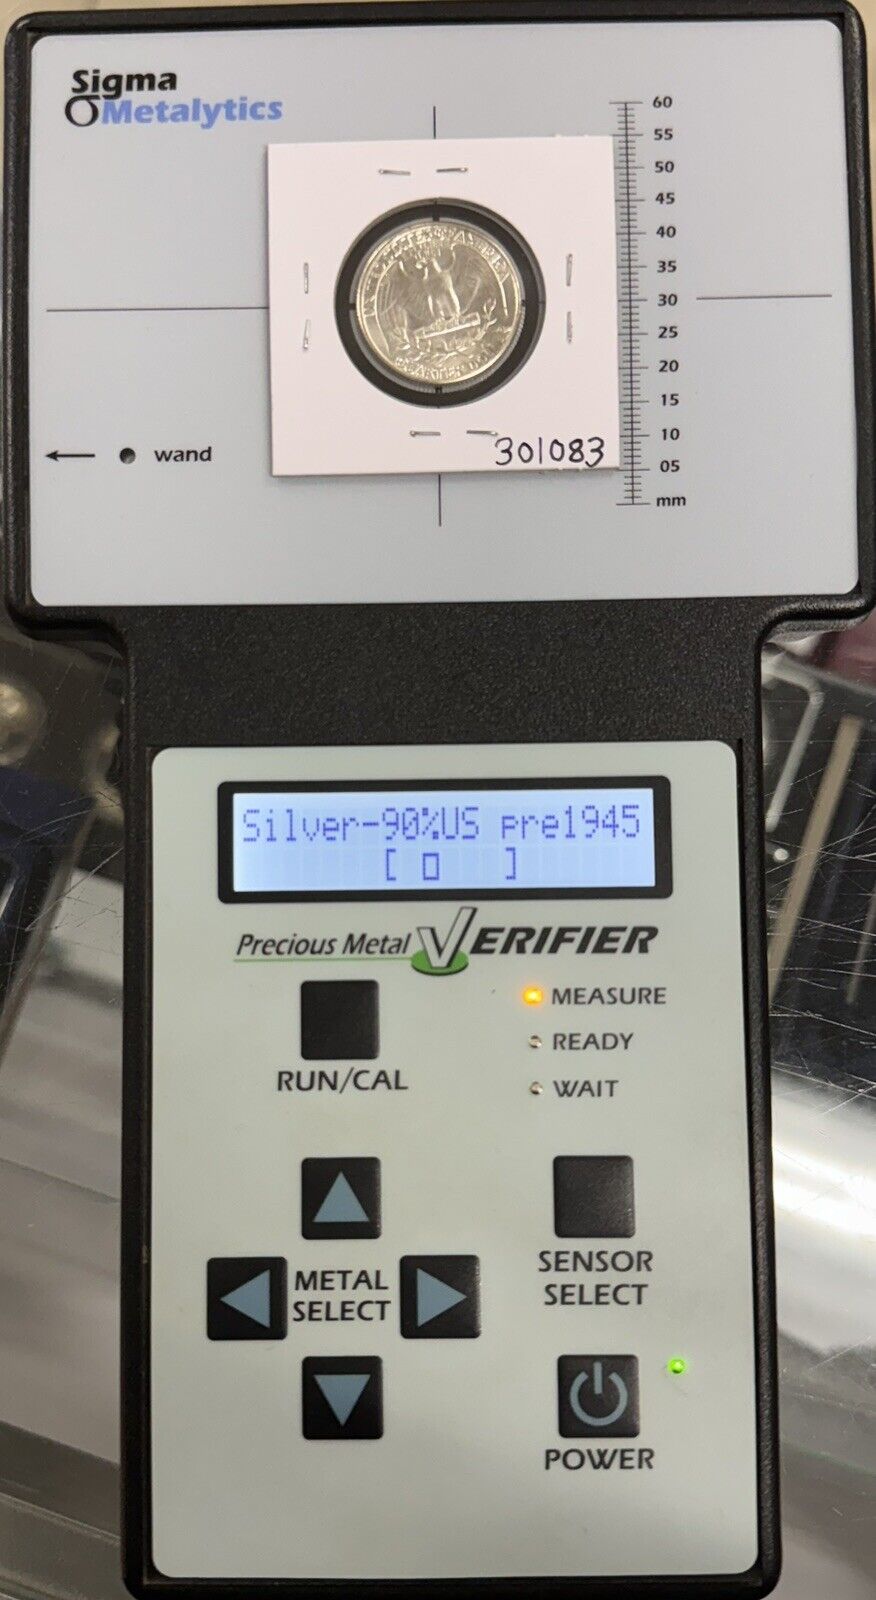 Sigma
Metalytics
60
55
50
45
40
35
30
25
20
15
10
05
mm
wand
301083
Silver-90%US pre1945
[ ]
Precious Metal VERIFIER
MEASURE
READY
WAIT
RUN/CAL
METAL
SELECT
SENSOR
SELECT
POWER